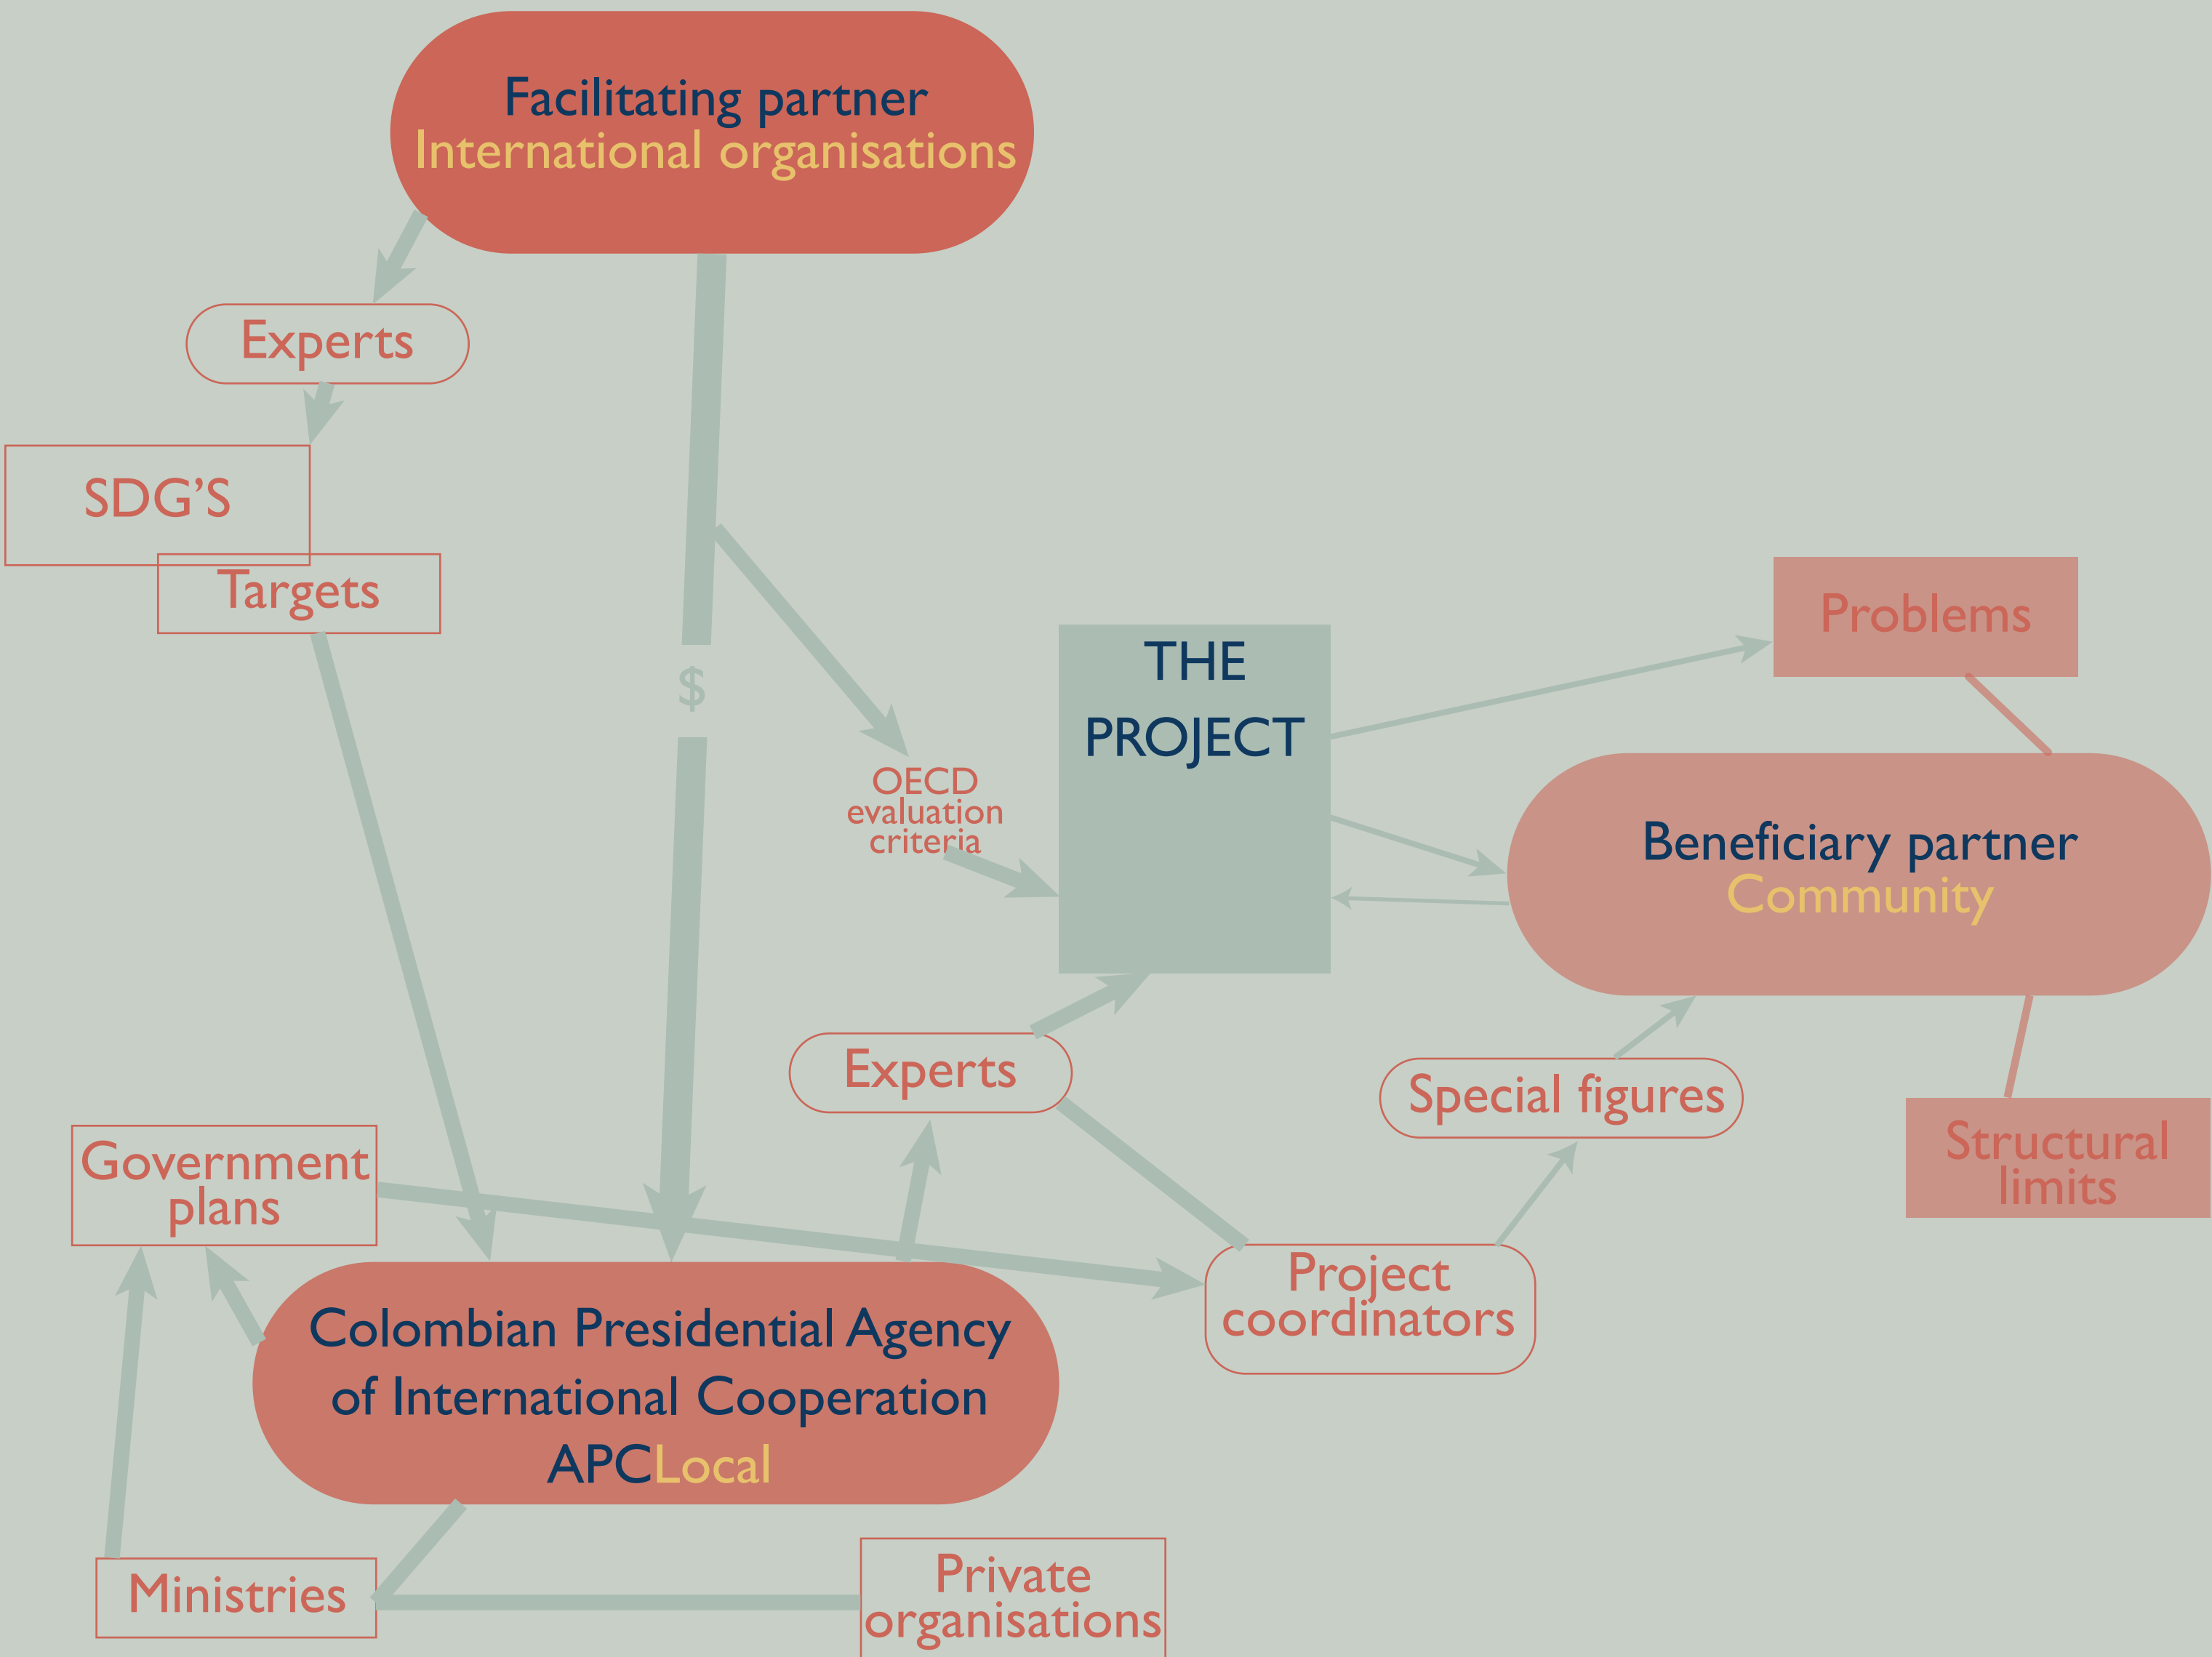 Facilitating partner
International organisations
Experts
SDG'S
Targets
$
OECD
evaluation
criteria
THE
PROJECT
Problems
Beneficiary partner
Community
Experts
Special figures
Structural
limits
Government
plans
Project
coordinators
Colombian Presidential Agency
of International Cooperation
APCLocal
Ministries
Private
organisations